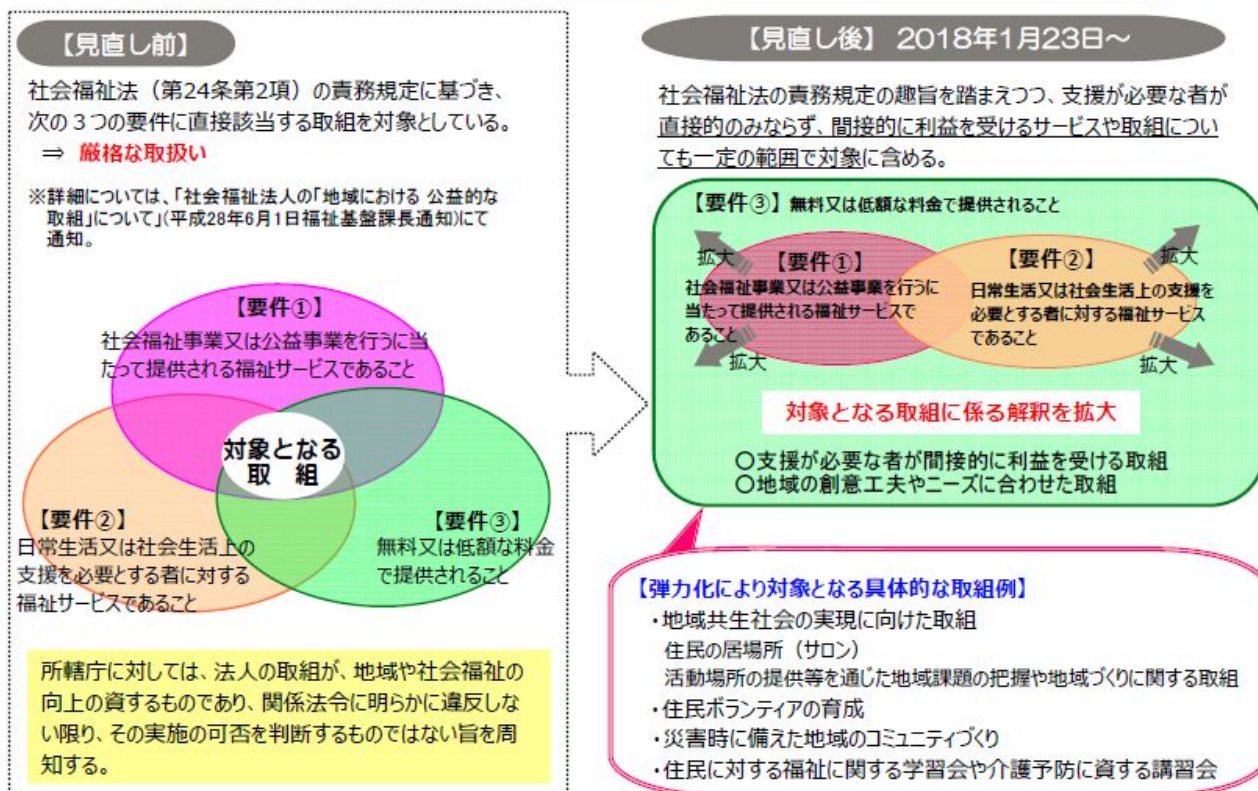 【見直し前】
社会福祉法（第24条第2項）の責務規定に基づき、
次の３つの要件に直接該当する取組を対象としている。
⇒ 厳格な取扱い
※詳細については、「社会福祉法人の「地域における 公益的な
取組」について」(平成28年6月1日福祉基盤課長通知)にて
通知。
【要件①】
社会福祉事業又は公益事業を行うに当
たって提供される福祉サービスであること
対象となる
取　組
【要件②】
日常生活又は社会生活上の
支援を必要とする者に対する
福祉サービスであること
【要件③】
無料又は低額な料金
で提供されること
所轄庁に対しては、法人の取組が、地域や社会福祉の
向上の資するものであり、関係法令に明らかに違反しな
い限り、その実施の可否を判断するものではない旨を周
知する。
【見直し後】 2018年1月23日～
社会福祉法の責務規定の趣旨を踏まえつつ、支援が必要な者が
直接的のみならず、間接的に利益を受けるサービスや取組につい
ても一定の範囲で対象に含める。
【要件③】無料又は低額な料金で提供されること
拡大
【要件①】
社会福祉事業又は公益事業を行うに
当たって提供される福祉サービスで
あること
拡大
【要件②】
日常生活又は社会生活上の支援を
必要とする者に対する福祉サービス
であること
拡大
拡大
対象となる取組に係る解釈を拡大
○支援が必要な者が間接的に利益を受ける取組
○地域の創意工夫やニーズに合わせた取組
【弾力化により対象となる具体的な取組例】
・地域共生社会の実現に向けた取組
住民の居場所（サロン）
活動場所の提供等を通じた地域課題の把握や地域づくりに関する取組
・住民ボランティアの育成
・災害時に備えた地域のコミュニティづくり
・住民に対する福祉に関する学習会や介護予防に資する講習会